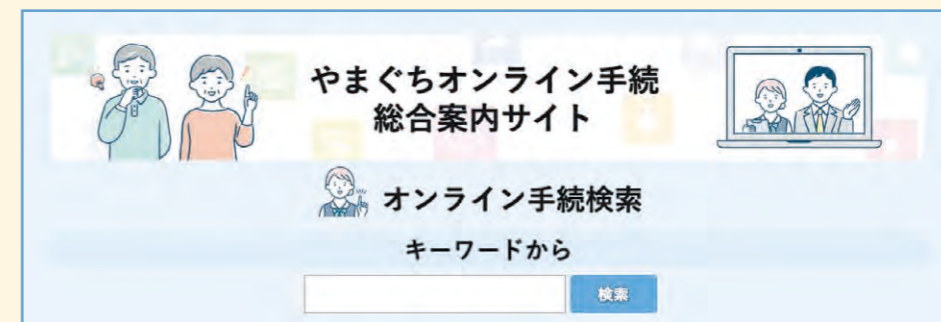 やまぐちオンライン手続
総合案内サイト
オンライン手続検索
キーワードから
検索